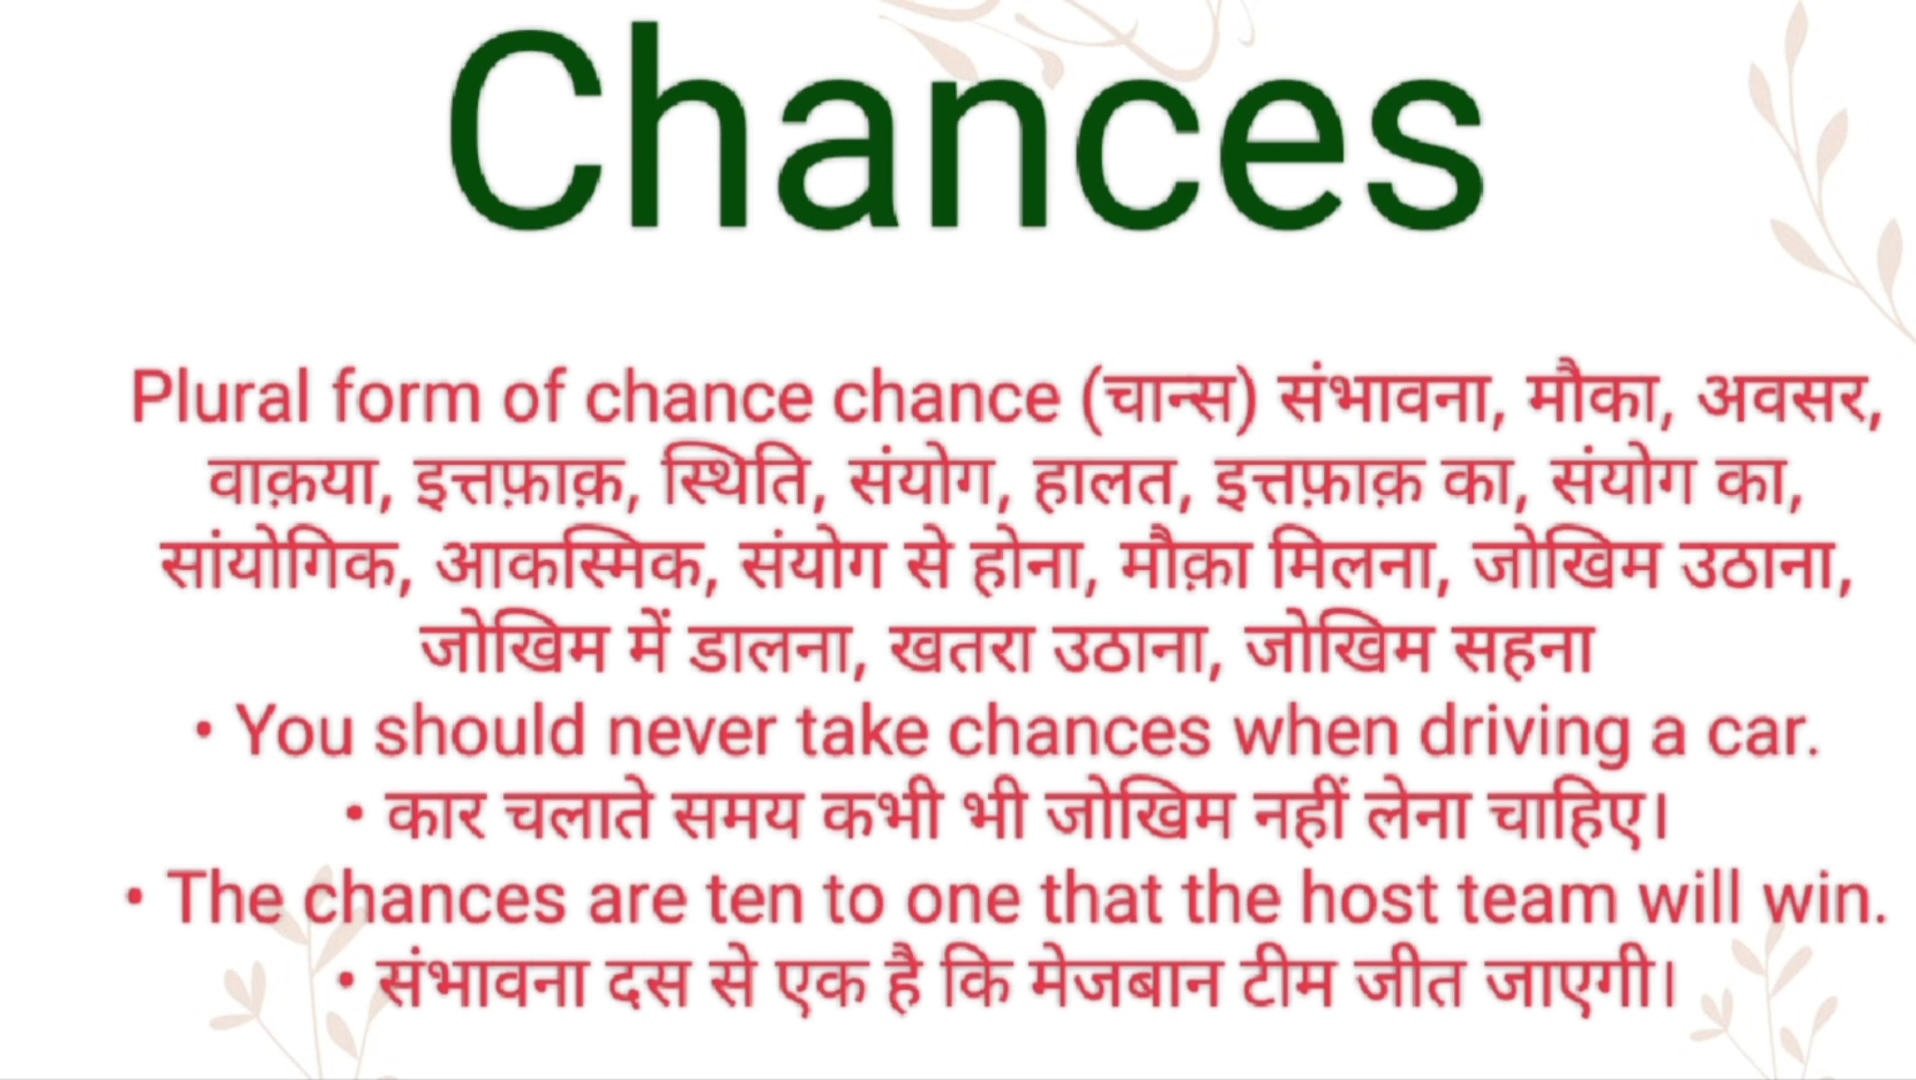 Chances
Plural form of chance chance (चान्स) संभावना, मौका, अवसर,
वाक़या, इत्तफ़ाक़, स्थिति, संयोग, हालत, इत्तफ़ाक़ का, संयोग का,
सांयोगिक, आकस्मिक, संयोग से होना, मौक़ा मिलना, जोखिम उठाना,
जोखिम में डालना, खतरा उठाना, जोखिम सहना
• You should never take chances when driving a car.
• कार चलाते समय कभी भी जोखिम नहीं लेना चाहिए।
• The chances are ten to one that the host team will win.
• संभावना दस से एक है कि मेजबान टीम जीत जाएगी।